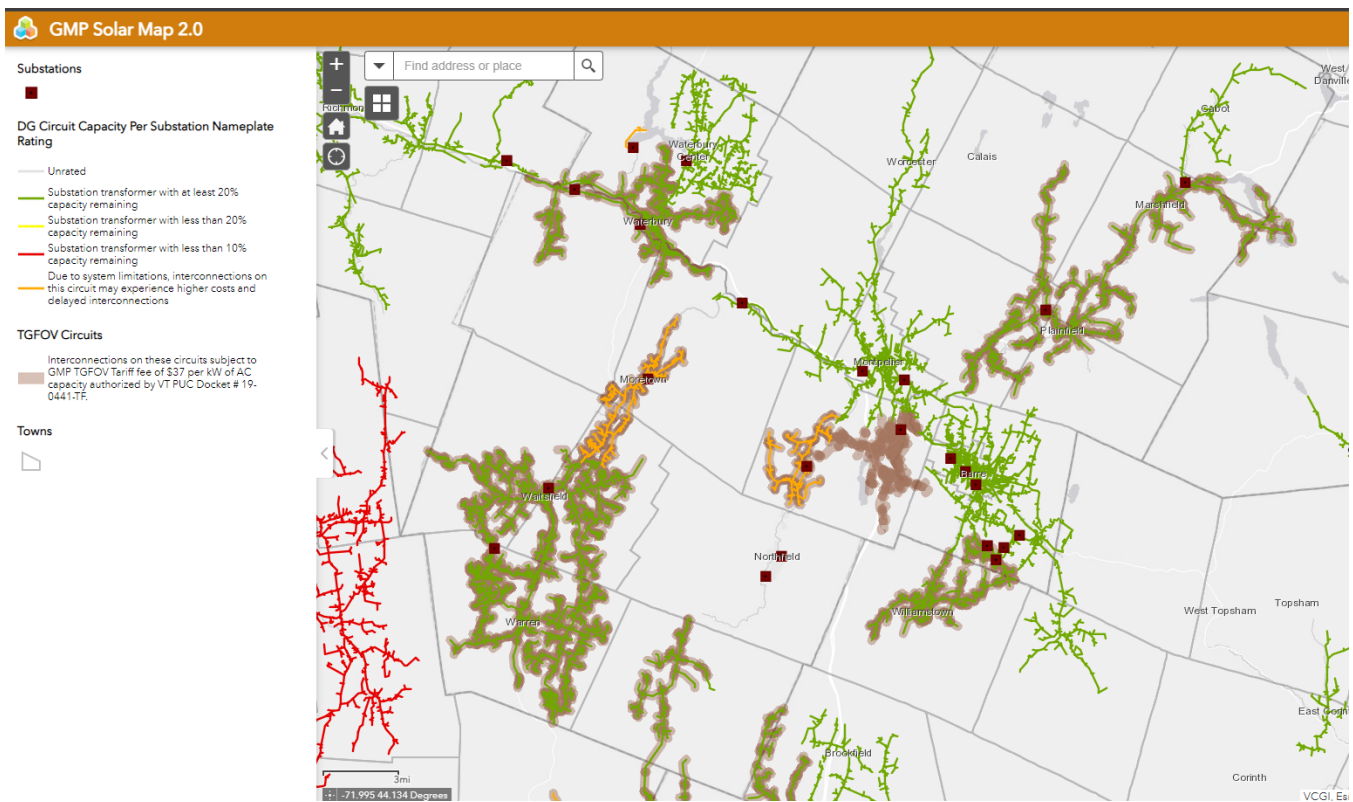 GMP Solar Map 2.0
Substations
DG Circuit Capacity Per Substation Nameplate
Rating
Unrated
Substation transformer with at least 20%
capacity remaining
Substation transformer with less than 20%
capacity remaining
Substation transformer with less than 10%
capacity remaining
Due to system limitations, interconnections on
this circuit may experience higher costs and
delayed interconnections
TGFOV Circuits
Interconnections on these circuits subject to
GMP TGFOV Tariff fee of $37 per kW of AC
capacity authorized by VT PUC Docket # 19-
0441-TF.
Towns
+
−
Find address or place
Richmon
West
Danville
Cabot
Waterbury
Center
Worcester
Calais
Marshfield
Waterbury
Plainfield
Montpelier
Moretown
Barre
Waitsfield
Northfield
Williamstown
West Topsham
Topsham
Warren
East Corint
Brookfield
Corinth
3mi
-71.995 44.134 Degrees
VCGI, Esri